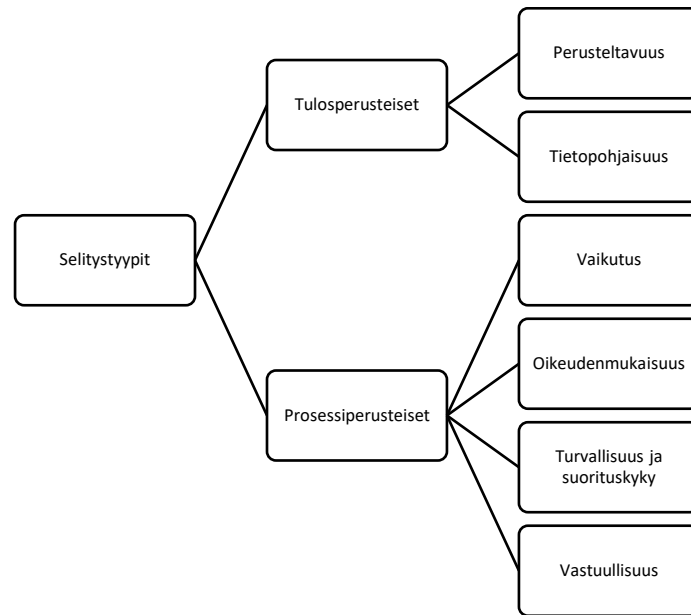 Selitystyypit
Tulosperusteiset
Perusteltavuus
Tietopohjaisuus
Prosessiperusteiset
Vaikutus
Oikeudenmukaisuus
Turvallisuus ja
suorituskyky
Vastuullisuus